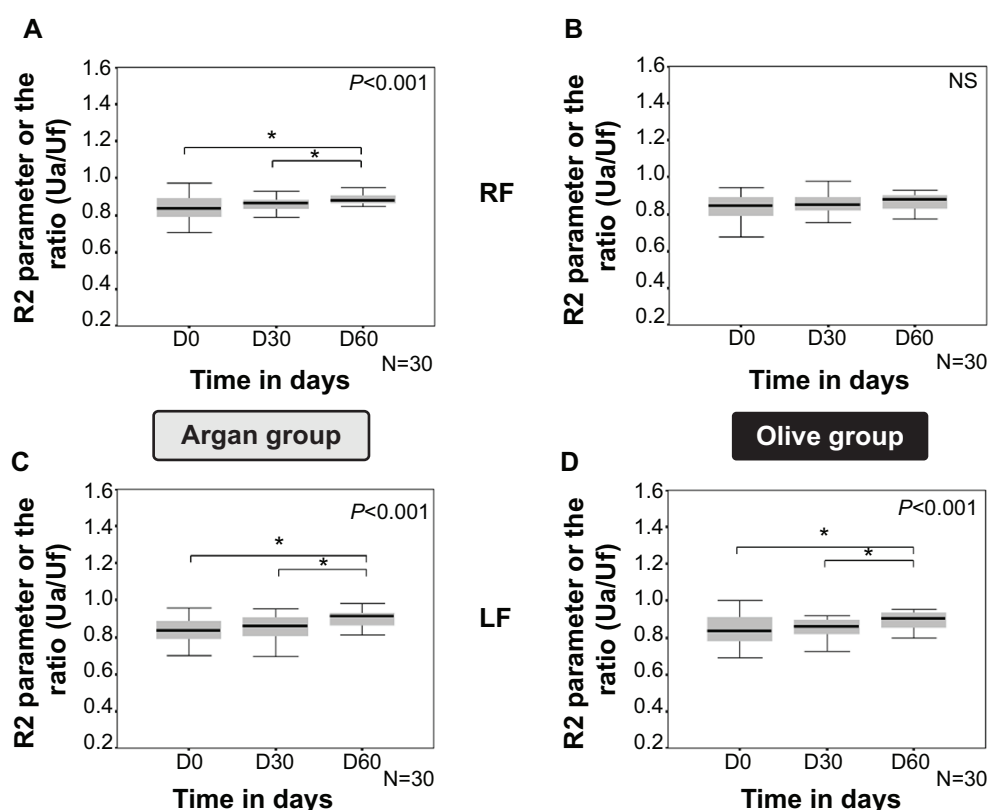 A
R2 parameter or the
ratio (Ua/Uf)
1.6
1.4
1.2
1.0
0.8
0.6
0.4
0.2
P<0.001
*
*
D0 D30 D60
N=30
Time in days
RF
B
R2 parameter or the
ratio (Ua/Uf)
1.6
1.4
1.2
1.0
0.8
0.6
0.4
0.2
NS
D0 D30 D60
N=30
Time in days
Argan group
Olive group
C
R2 parameter or the
ratio (Ua/Uf)
1.6
1.4
1.2
1.0
0.8
0.6
0.4
0.2
P<0.001
*
*
D0 D30 D60
N=30
Time in days
LF
D
R2 parameter or the
ratio (Ua/Uf)
1.6
1.4
1.2
1.0
0.8
0.6
0.4
0.2
P<0.001
*
*
D0 D30 D60
N=30
Time in days